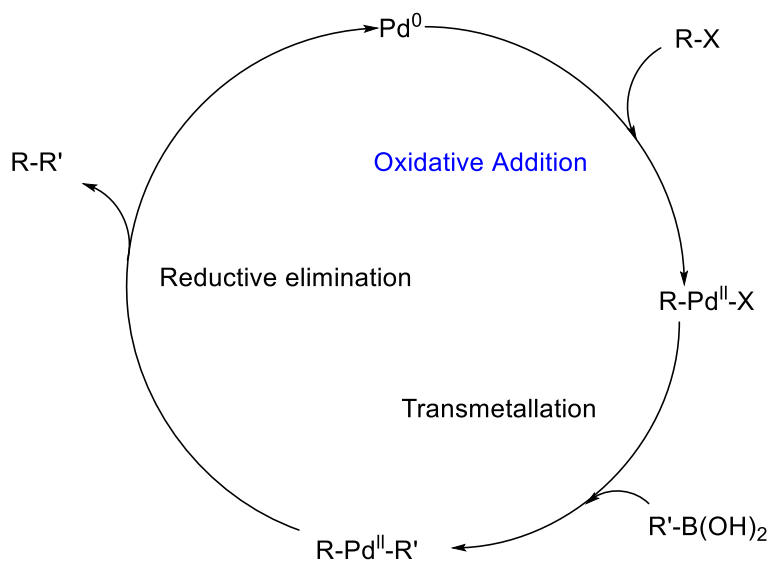 Pd⁰
R-X
R-R'
Oxidative Addition
Reductive elimination
R-Pdᴵᴵ-X
Transmetallation
R'-B(OH)₂
R-Pdᴵᴵ-R'